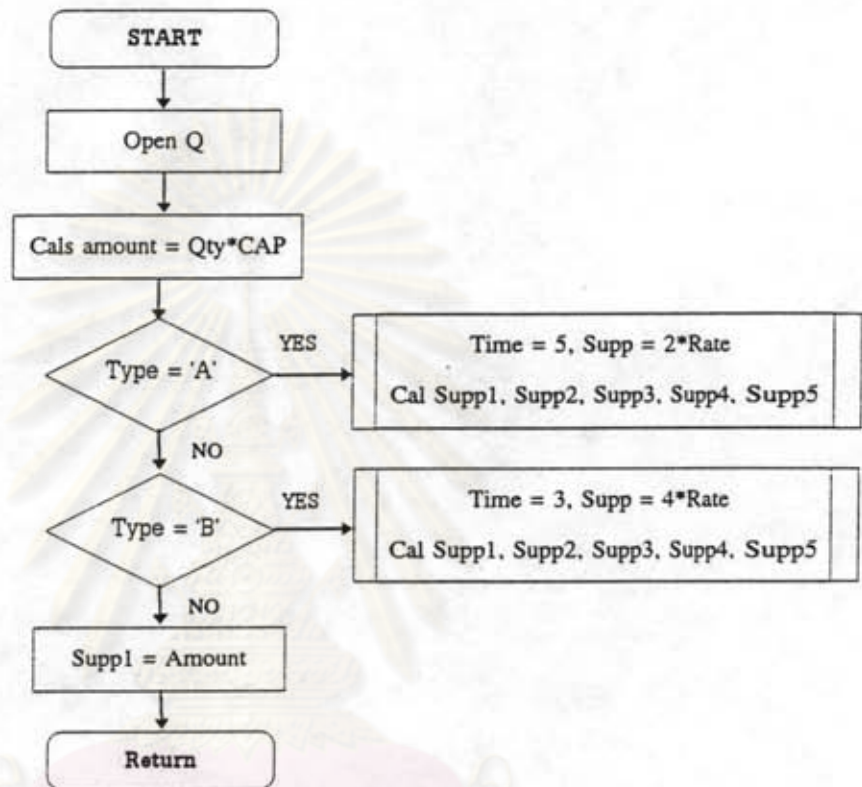 START
Open Q
Cals amount = Qty*CAP
Type = 'A'
YES
Time = 5, Supp = 2*Rate
Cal Supp1, Supp2, Supp3, Supp4, Supp5
NO
Type = 'B'
YES
Time = 3, Supp = 4*Rate
Cal Supp1, Supp2, Supp3, Supp4, Supp5
NO
Supp1 = Amount
Return